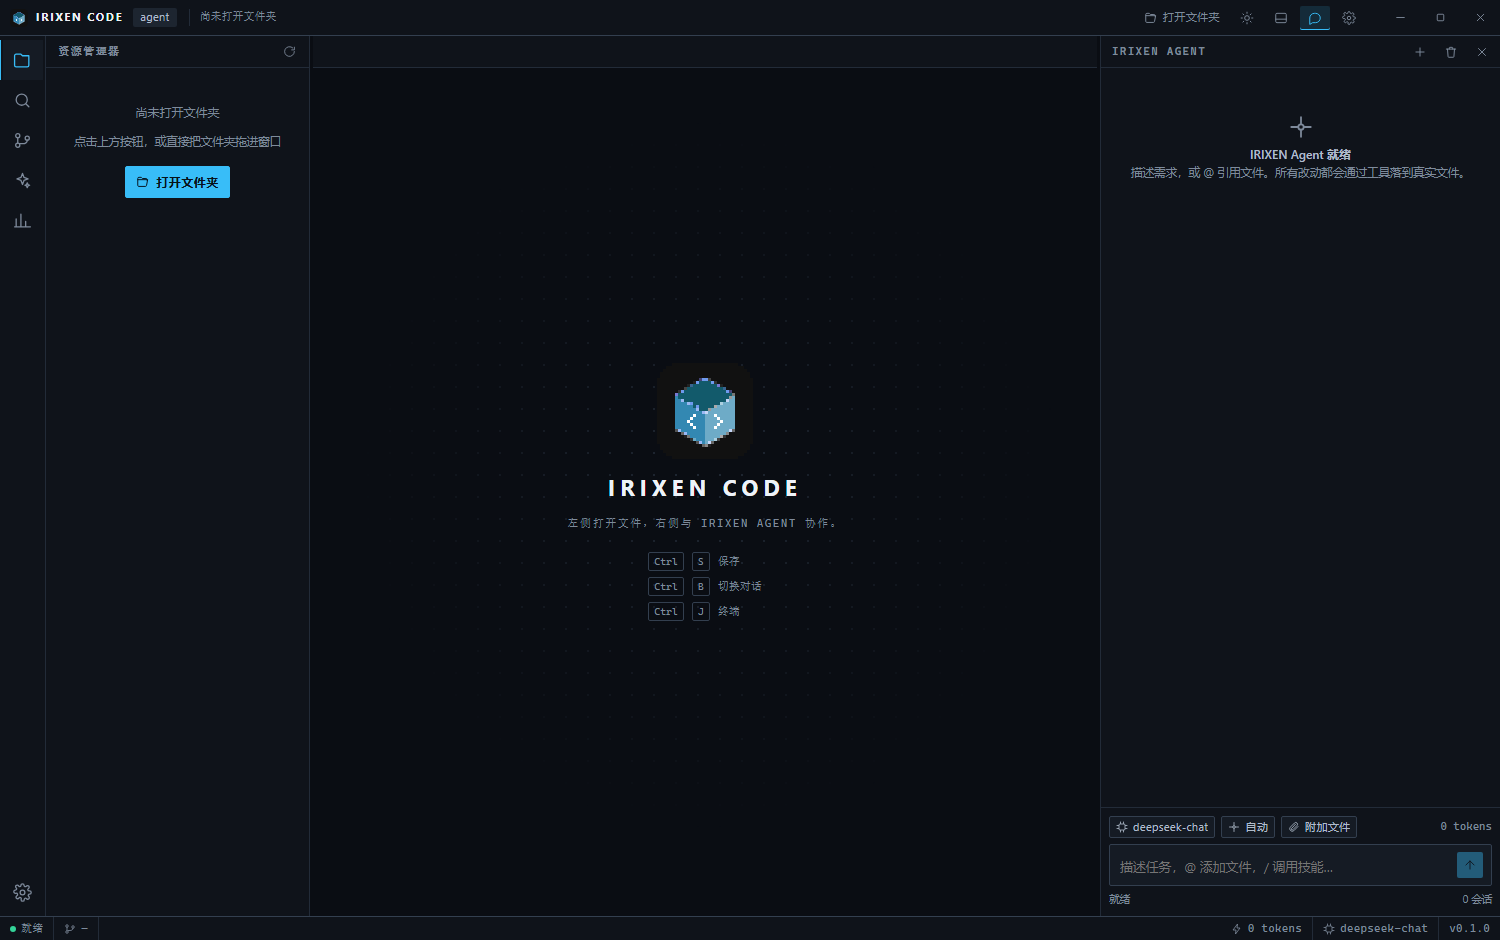 IRIXEN CODE agent 尚未打开文件夹 打开文件夹
资源管理器
尚未打开文件夹
点击上方按钮，或直接把文件夹拖进窗口
打开文件夹
IRIXEN CODE
左侧打开文件，右侧与 IRIXEN AGENT 协作。
Ctrl S 保存
Ctrl B 切换对话
Ctrl J 终端
IRIXEN AGENT
IRIXEN Agent 就绪
描述需求，或 @ 引用文件。所有改动都会通过工具落到真实文件。
deepseek-chat 自动 附加文件 0 tokens
描述任务，@ 添加文件，/ 调用技能…
就绪 0 会话
就绪 — 0 tokens deepseek-chat v0.1.0